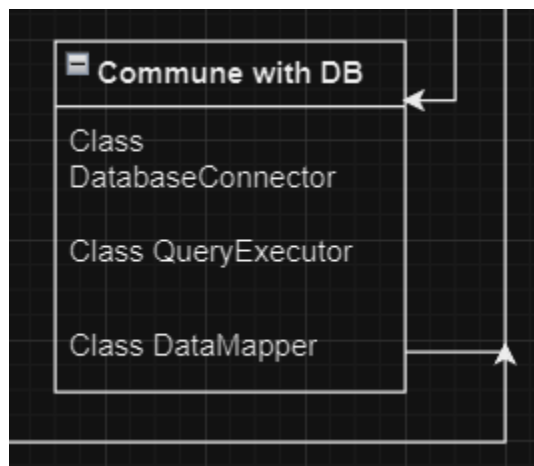 Commune with DB
Class
DatabaseConnector
Class QueryExecutor
Class DataMapper